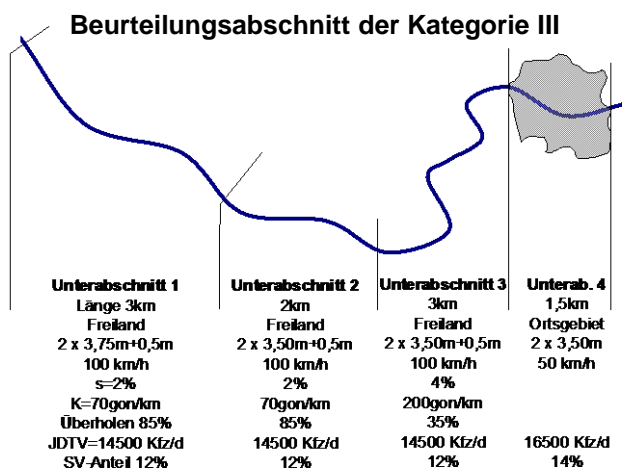 Beurteilungsabschnitt der Kategorie III
Unterabschnitt 1 Unterabschnitt 2 Unterabschnitt 3 Unterab. 4
Länge 3km 2km 3km 1,5km
Freiland Freiland Freiland Ortsgebiet
2 x 3,75m+0,5m 2 x 3,50m+0,5m 2 x 3,50m+0,5m 2 x 3,50m
100 km/h 100 km/h 100 km/h 50 km/h
s=2% 2% 4%
K=70gon/km 70gon/km 200gon/km
Überholen 85% 85% 35%
JDTV=14500 Kfz/d 14500 Kfz/d 14500 Kfz/d 16500 Kfz/d
SV-Anteil 12% 12% 12% 14%